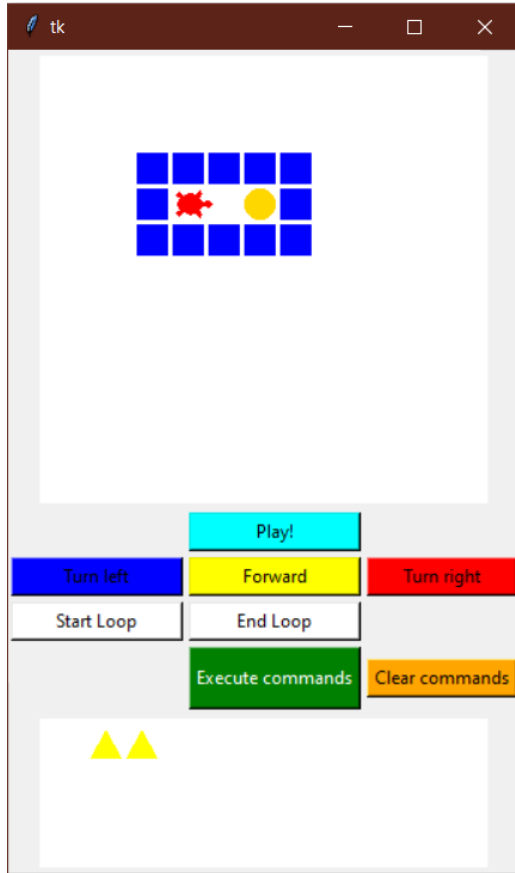 tk
Play!
Turn left Forward Turn right
Start Loop End Loop
Execute commands Clear commands